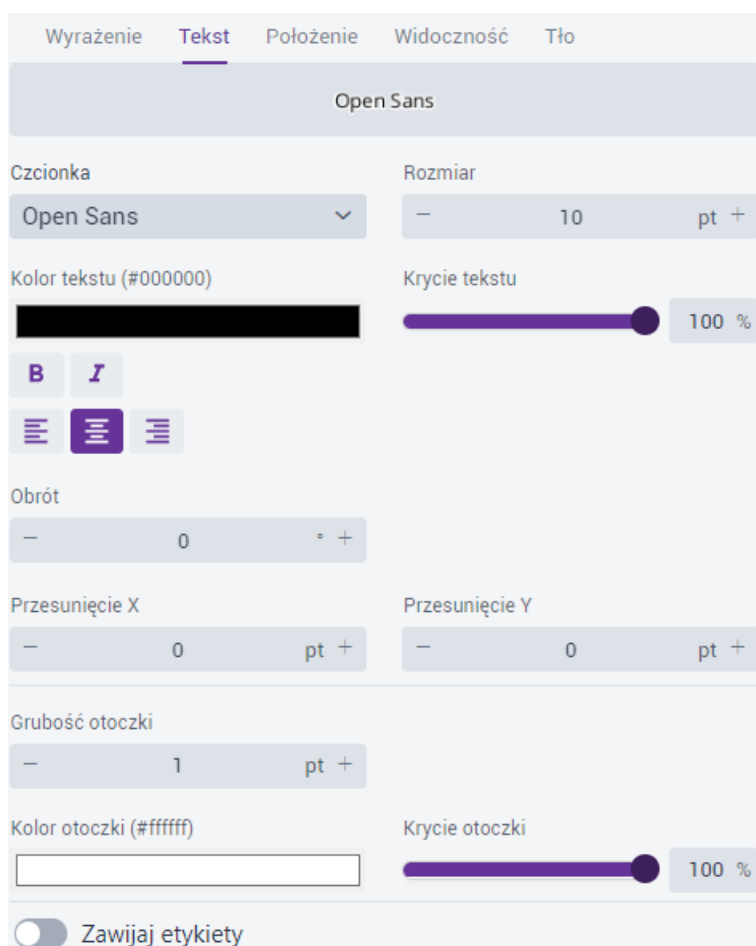 Wyrażenie Tekst Położenie Widoczność Tło
Open Sans
Czcionka Rozmiar
Open Sans − 10 pt +
Kolor tekstu (#000000) Krycie tekstu
100 %
B I
Obrót
− 0 ° +
Przesunięcie X Przesunięcie Y
− 0 pt + − 0 pt +
Grubość otoczki
− 1 pt +
Kolor otoczki (#ffffff) Krycie otoczki
100 %
Zawijaj etykiety